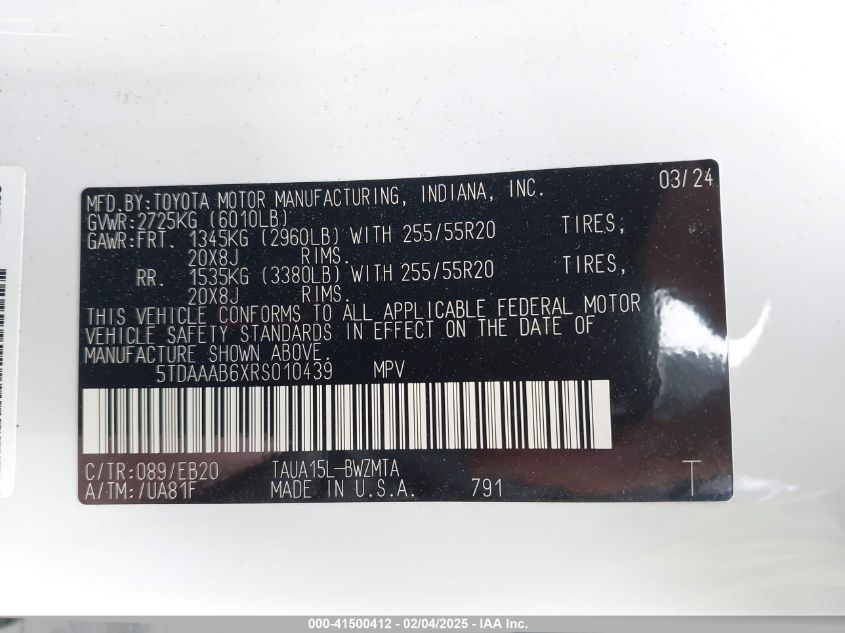 MFD.BY:TOYOTA MOTOR MANUFACTURING, INDIANA, INC. 03/24
GVWR:2725KG (6010LB)
GAWR:FRT. 1345KG (2960LB) WITH 255/55R20 TIRES,
20X8J RIMS.
RR. 1535KG (3380LB) WITH 255/55R20 TIRES,
20X8J RIMS.
THIS VEHICLE CONFORMS TO ALL APPLICABLE FEDERAL MOTOR
VEHICLE SAFETY STANDARDS IN EFFECT ON THE DATE OF
MANUFACTURE SHOWN ABOVE.
5TDAAAB6XRS010439 MPV
C/TR:089/EB20 TAUA15L-BWZMTA
A/TM:/UA81F MADE IN U.S.A. 791 T
000-41500412 - 02/04/2025 - IAA Inc.